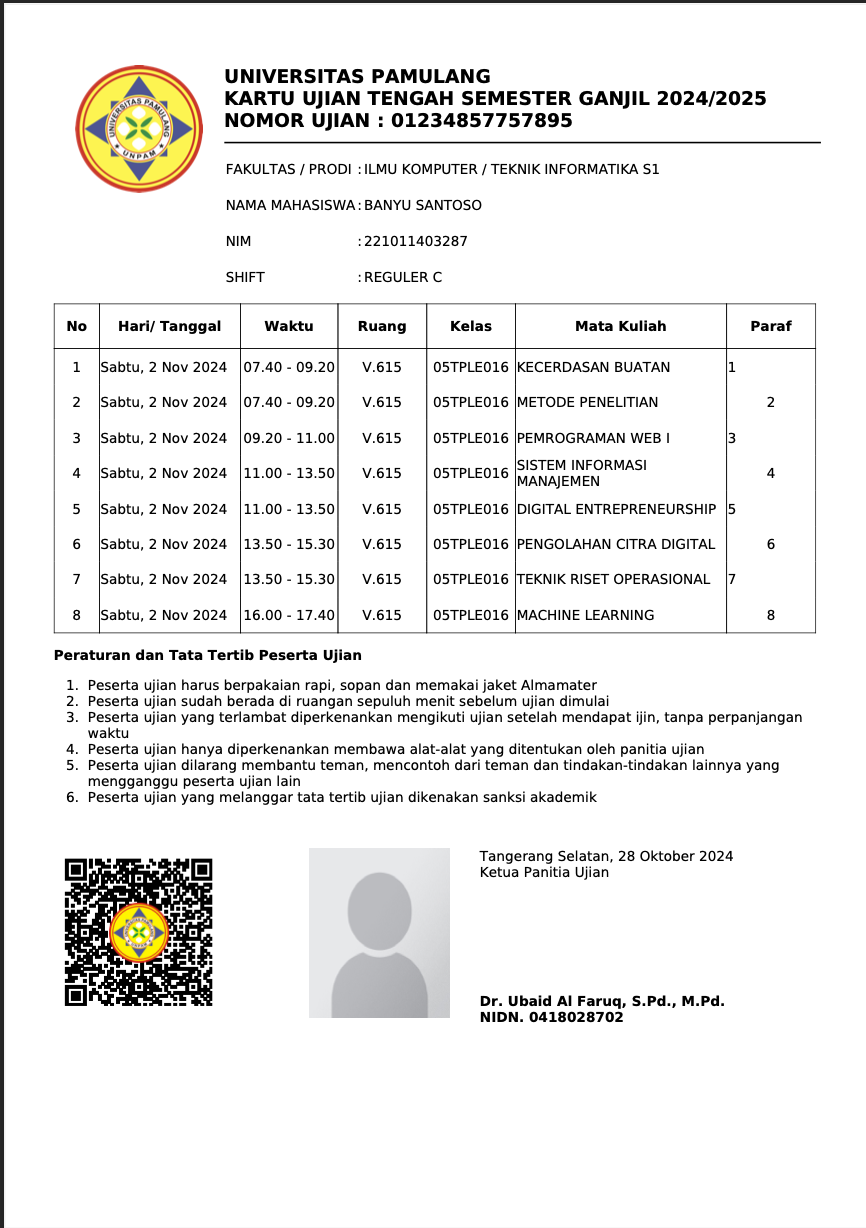 UNIVERSITAS PAMULANG
KARTU UJIAN TENGAH SEMESTER GANJIL 2024/2025
NOMOR UJIAN : 01234857757895
UNIVERSITAS PAMULANG
★ UNPAM ★
FAKULTAS / PRODI : ILMU KOMPUTER / TEKNIK INFORMATIKA S1
NAMA MAHASISWA : BANYU SANTOSO
NIM : 221011403287
SHIFT : REGULER C
No Hari/ Tanggal Waktu Ruang Kelas Mata Kuliah Paraf
1 Sabtu, 2 Nov 2024 07.40 - 09.20 V.615 05TPLE016 KECERDASAN BUATAN 1
2 Sabtu, 2 Nov 2024 07.40 - 09.20 V.615 05TPLE016 METODE PENELITIAN 2
3 Sabtu, 2 Nov 2024 09.20 - 11.00 V.615 05TPLE016 PEMROGRAMAN WEB I 3
4 Sabtu, 2 Nov 2024 11.00 - 13.50 V.615 05TPLE016 SISTEM INFORMASI MANAJEMEN 4
5 Sabtu, 2 Nov 2024 11.00 - 13.50 V.615 05TPLE016 DIGITAL ENTREPRENEURSHIP 5
6 Sabtu, 2 Nov 2024 13.50 - 15.30 V.615 05TPLE016 PENGOLAHAN CITRA DIGITAL 6
7 Sabtu, 2 Nov 2024 13.50 - 15.30 V.615 05TPLE016 TEKNIK RISET OPERASIONAL 7
8 Sabtu, 2 Nov 2024 16.00 - 17.40 V.615 05TPLE016 MACHINE LEARNING 8
Peraturan dan Tata Tertib Peserta Ujian
1. Peserta ujian harus berpakaian rapi, sopan dan memakai jaket Almamater
2. Peserta ujian sudah berada di ruangan sepuluh menit sebelum ujian dimulai
3. Peserta ujian yang terlambat diperkenankan mengikuti ujian setelah mendapat ijin, tanpa perpanjangan
waktu
4. Peserta ujian hanya diperkenankan membawa alat-alat yang ditentukan oleh panitia ujian
5. Peserta ujian dilarang membantu teman, mencontoh dari teman dan tindakan-tindakan lainnya yang
mengganggu peserta ujian lain
6. Peserta ujian yang melanggar tata tertib ujian dikenakan sanksi akademik
Tangerang Selatan, 28 Oktober 2024
Ketua Panitia Ujian
Dr. Ubaid Al Faruq, S.Pd., M.Pd.
NIDN. 0418028702